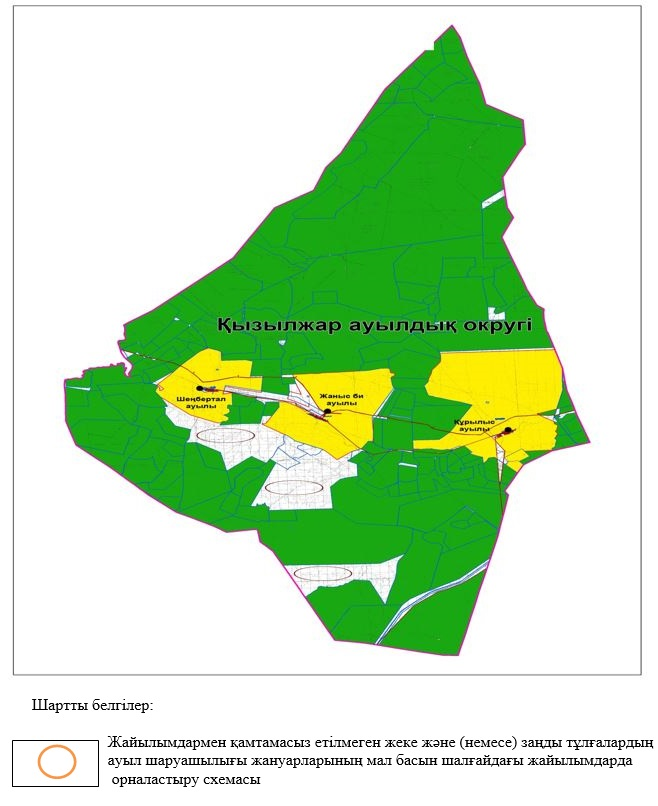 Қызылжар ауылдық округі
Шеңбертал
ауылы
Жаныс би
ауылы
Құрылыс
ауылы
Шартты белгілер:
Жайылымдармен қамтамасыз етілмеген жеке және (немесе) заңды тұлғалардың
ауыл шаруашылығы жануарларының мал басын шалғайдағы жайылымдарда
орналастыру схемасы